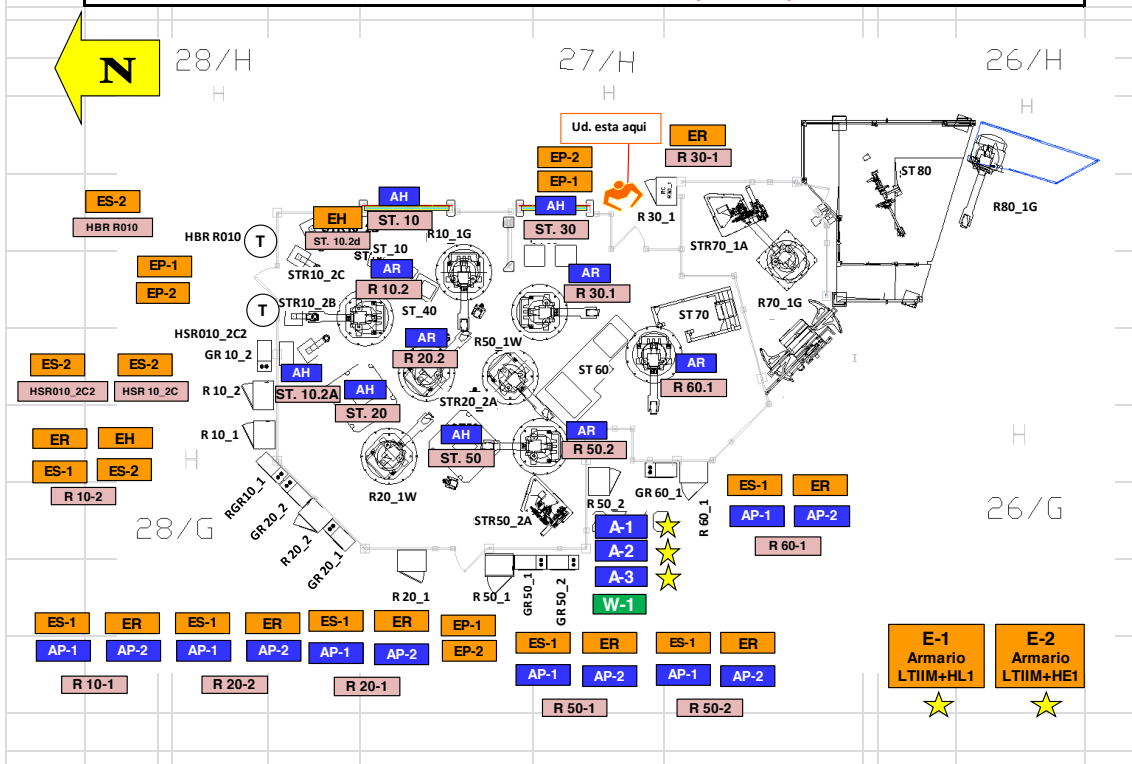 N
28/H
27/H
26/H
H
H
H
Ud. esta aqui
ER
R 30-1
EP-2
EP-1
R 30_1
ST 80
R80_1G
ES-2
HBR R010
AH
ST. 10
EH
ST. 10.2d
AH
ST. 30
HBR R010
T
R10_1G
ST_10
STR10_2C
STR70_1A
EP-1
EP-2
AR
R 10.2
AR
R 30.1
R70_1G
T
STR10_2B
ST_40
ST 70
HSR010_2C2
GR 10_2
AR
R 20.2
R50_1W
ST 60
AR
R 60.1
I
ES-2
HSR010_2C2
ES-2
HSR 10_2C
R 10_2
AH
ST. 10.2A
AH
ST. 20
STR20_2A
ER
EH
R 10_1
AH
ST. 50
AR
R 50.2
H
H
ES-1
ES-2
R 10-2
RGR10_1
GR 20_2
R 20_2
GR 20_1
R20_1W
STR50_2A
R 50_2
GR 60_1
R 60_1
ES-1
ER
AP-1
AP-2
R 60-1
28/G
26/G
A-1
A-2
A-3
W-1
R 20_1
R 50_1
GR 50_1
GR 50_2
ES-1
ER
ES-1
ER
ES-1
ER
EP-1
AP-1
AP-2
AP-1
AP-2
AP-1
AP-2
EP-2
R 10-1
R 20-2
R 20-1
ES-1
ER
ES-1
ER
AP-1
AP-2
AP-1
AP-2
R 50-1
R 50-2
E-1
Armario
LTIIM+HL1
E-2
Armario
LTIIM+HE1